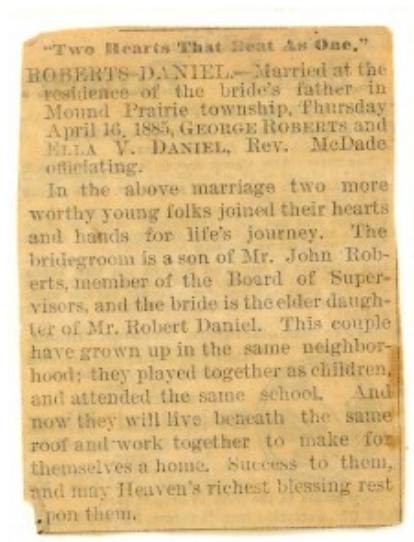 "Two Hearts That Beat As One."
ROBERTS-DANIEL.—Married at the
residence of the bride's father in
Mound Prairie township, Thursday
April 16, 1885, GEORGE ROBERTS and
ELLA V. DANIEL, Rev. McDade
officiating.
In the above marriage two more
worthy young folks joined their hearts
and hands for life's journey. The
bridegroom is a son of Mr. John Rob-
erts, member of the Board of Super-
visors, and the bride is the elder daugh-
ter of Mr. Robert Daniel. This couple
have grown up in the same neighbor-
hood; they played together as children,
and attended the same school. And
now they will live beneath the same
roof and work together to make for
themselves a home. Success to them,
and may Heaven's richest blessing rest
pon them.